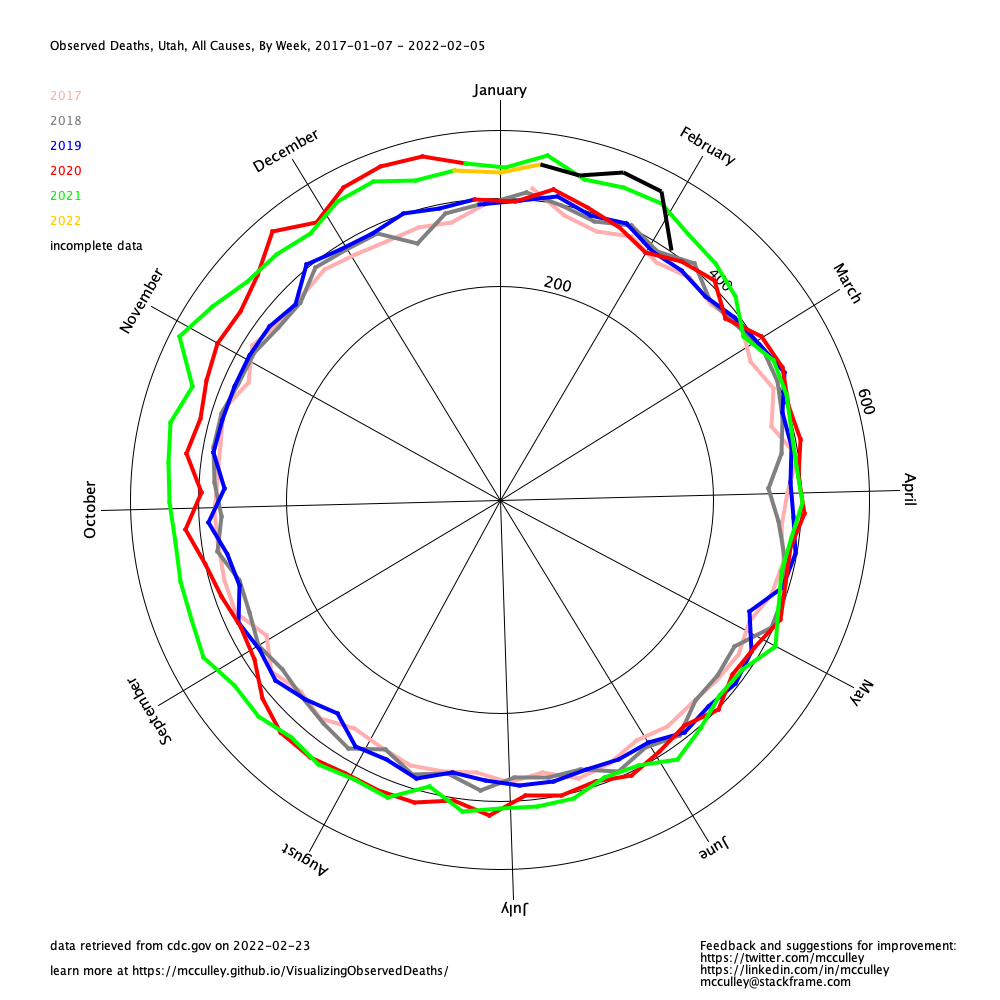 Observed Deaths, Utah, All Causes, By Week, 2017-01-07 - 2022-02-05
2017
2018
2019
2020
2021
2022
incomplete data
January
February
March
April
May
June
July
August
September
October
November
December
200
400
600
data retrieved from cdc.gov on 2022-02-23
learn more at https://mcculley.github.io/VisualizingObservedDeaths/
Feedback and suggestions for improvement:
https://twitter.com/mcculley
https://linkedin.com/in/mcculley
mcculley@stackframe.com